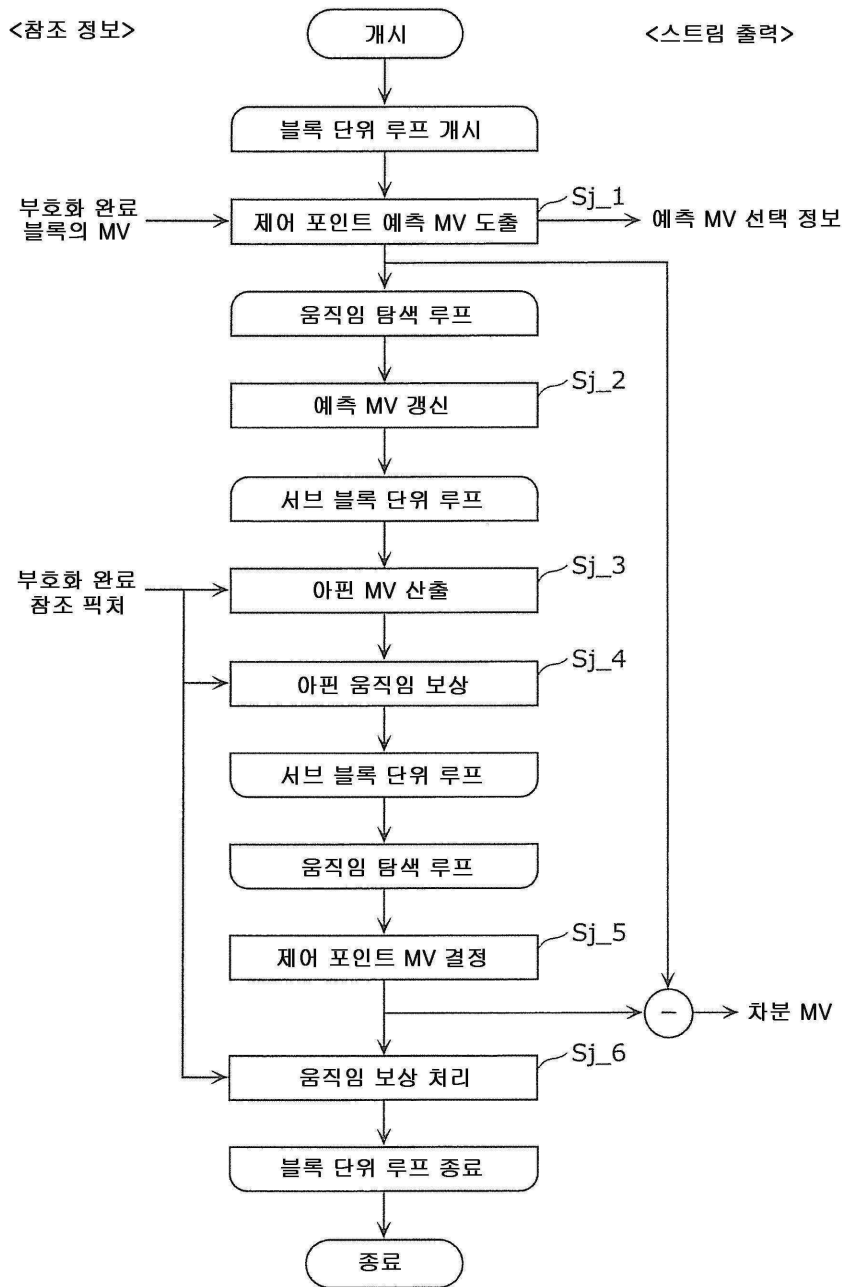 <참조 정보>
개시
<스트림 출력>
블록 단위 루프 개시
부호화 완료
블록의 MV
제어 포인트 예측 MV 도출
Sj_1
예측 MV 선택 정보
움직임 탐색 루프
예측 MV 갱신
Sj_2
서브 블록 단위 루프
부호화 완료
참조 픽처
아핀 MV 산출
Sj_3
아핀 움직임 보상
Sj_4
서브 블록 단위 루프
움직임 탐색 루프
제어 포인트 MV 결정
Sj_5
−
차분 MV
움직임 보상 처리
Sj_6
블록 단위 루프 종료
종료